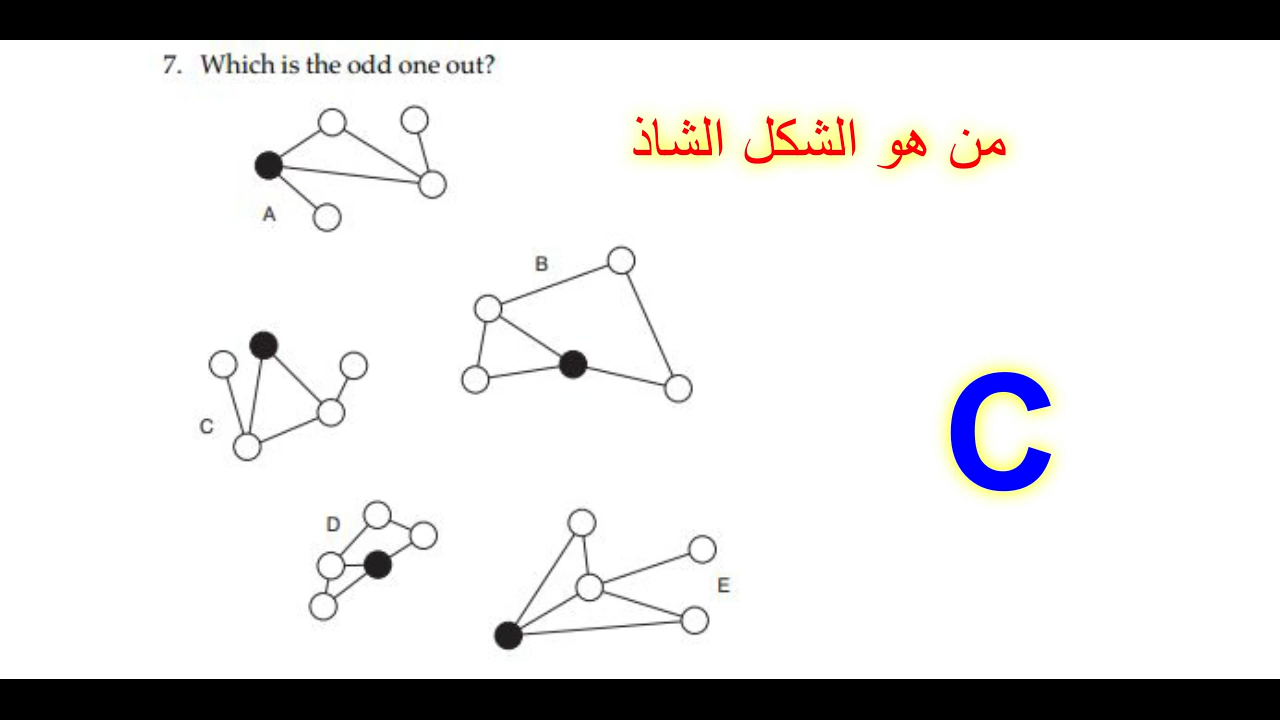 7. Which is the odd one out?
من هو الشكل الشاذ
A
B
C
C
D
E